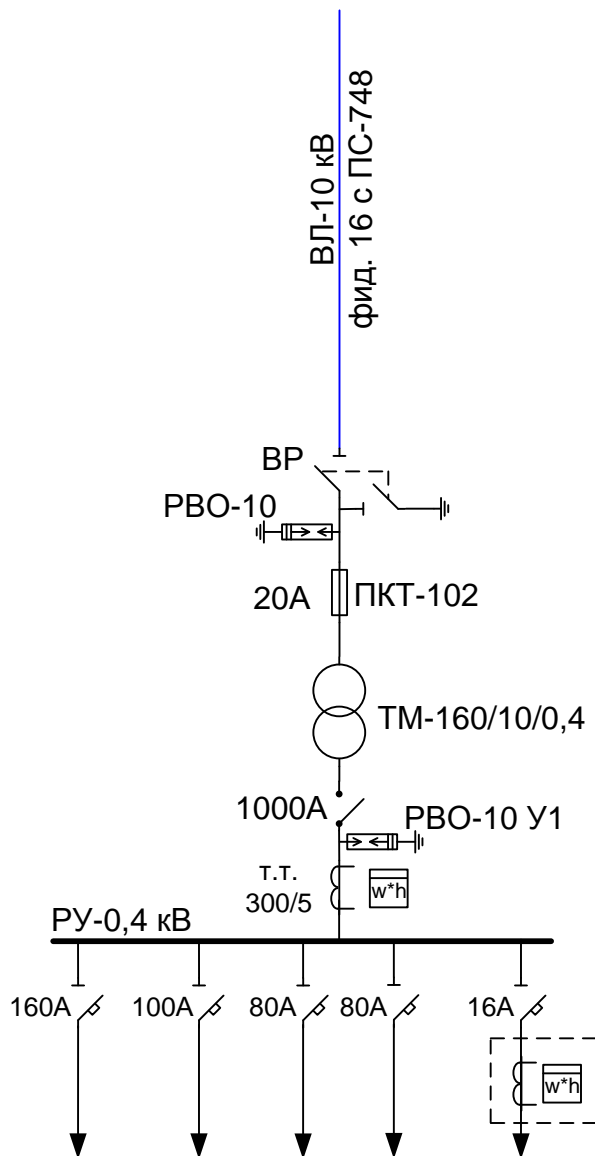 ВЛ-10 кВ
фид. 16 с ПС-748
ВР
РВО-10
20А
ПКТ-102
ТМ-160/10/0,4
1000А
РВО-10 У1
т.т.
300/5
w*h
РУ-0,4 кВ
160А
100А
80А
80А
16А
w*h